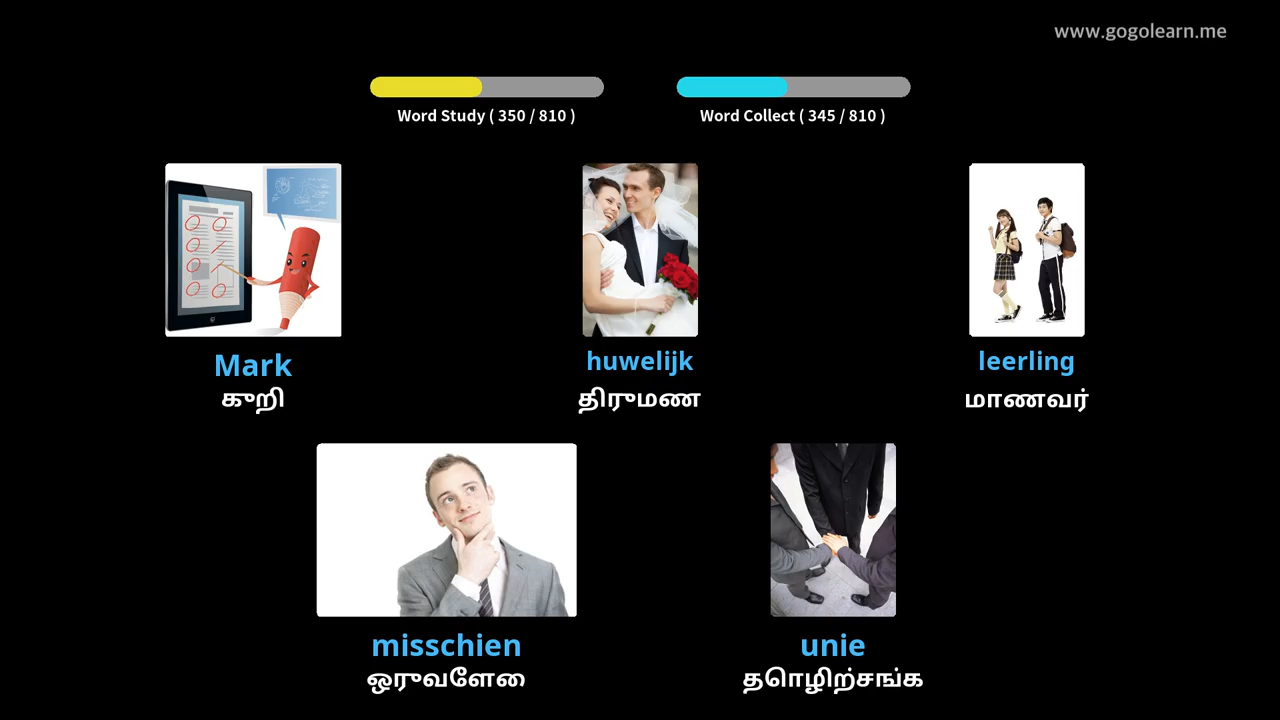 www.gogolearn.me
Word Study ( 350 / 810 )
Word Collect ( 345 / 810 )
Mark
குறி
huwelijk
திருமண
leerling
மாணவர்
misschien
ஒருவளேை
unie
தொழிற்சங்க